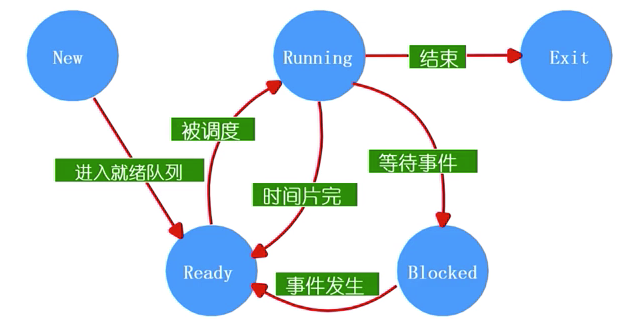 New
Running
结束
Exit
被调度
等待事件
进入就绪队列
时间片完
Ready
事件发生
Blocked